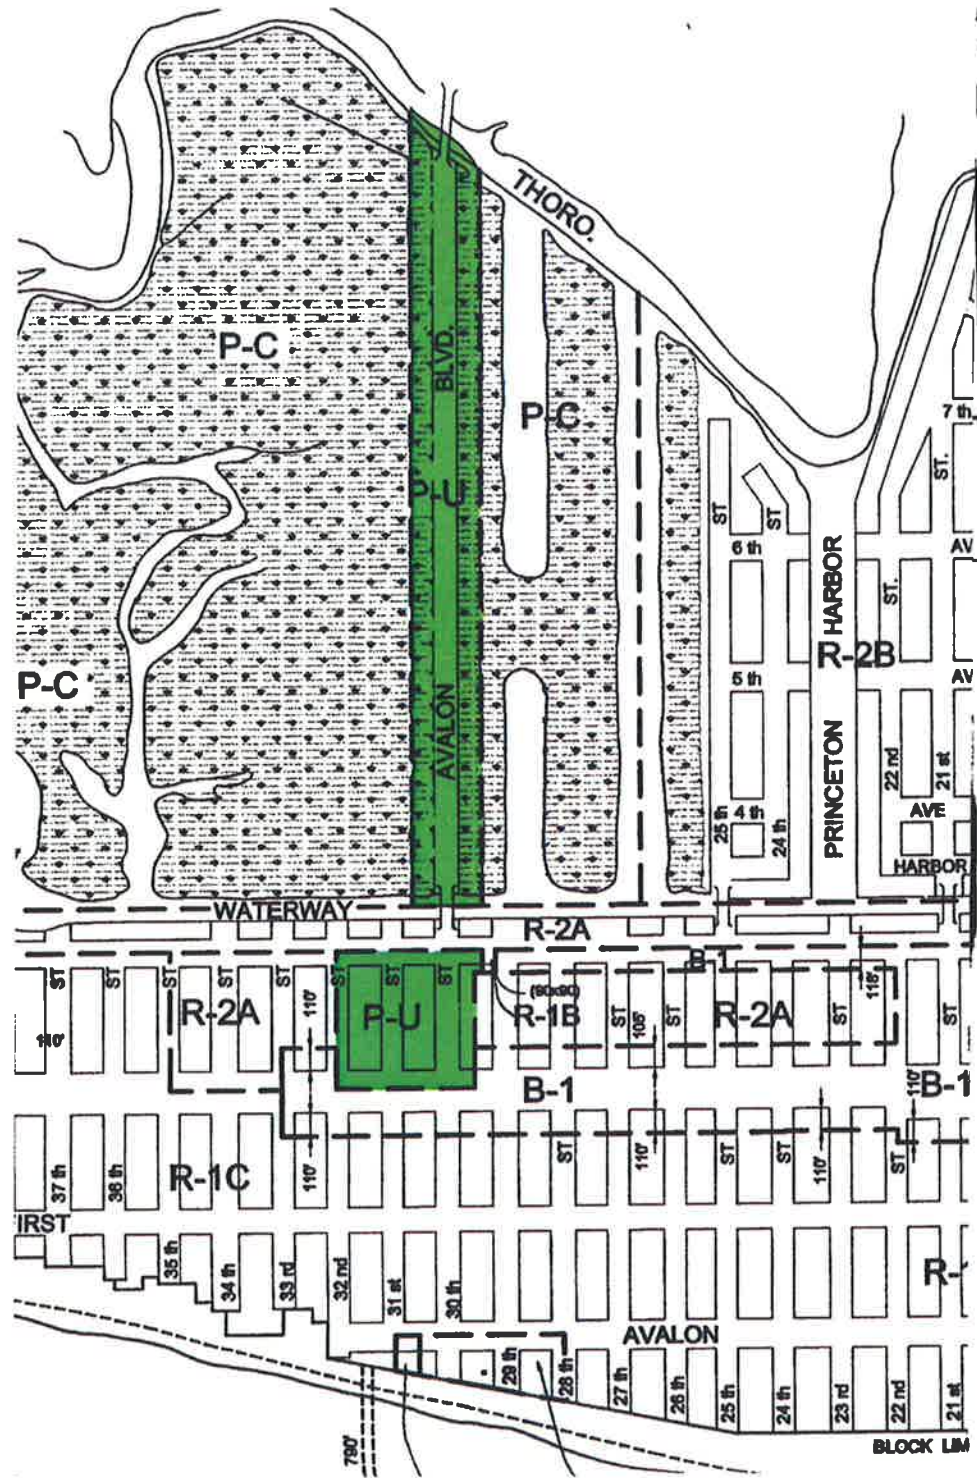 THORO.
P-C
BLVD.
P-C
7 th
P-U
ST
ST
ST.
6 th
AV
HARBOR
ST.
R-2B
P-C
5 th
AV
AVALON
PRINCETON
22 nd
21 st
25 th
4 th
24 th
AVE
HARBOR
WATERWAY
R-2A
B-1
ST
ST
ST
ST
ST
ST
ST
118'
110'
(90x90)
R-2A
P-U
R-1B
ST
105'
ST
R-2A
ST
ST
110'
B-1
110'
B-1
ST
110'
110'
110'
ST
37 th
36 th
R-1C
IRST
35 th
34 th
33 rd
32 nd
31 st
30 th
AVALON
29 th
28 th
27 th
26 th
25 th
24 th
23 rd
22 nd
21 st
790'
BLOCK LIM